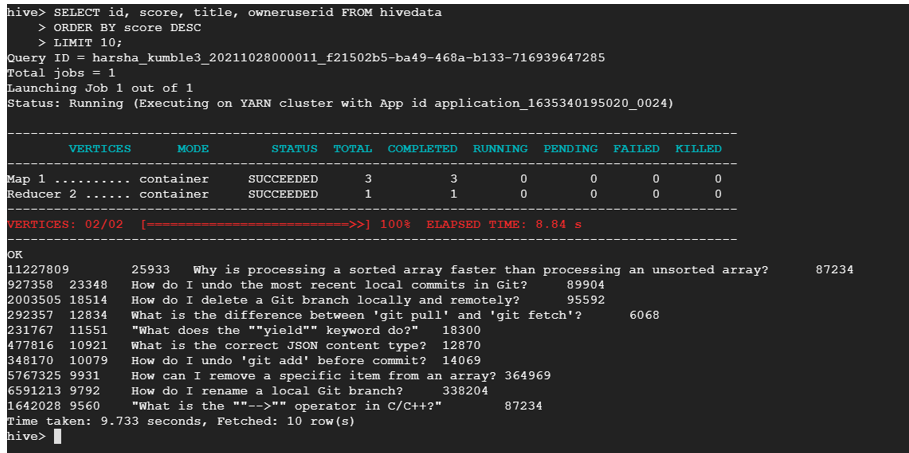 hive> SELECT id, score, title, owneruserid FROM hivedata
    > ORDER BY score DESC
    > LIMIT 10;
Query ID = harsha_kumble3_20211028000011_f21502b5-ba49-468a-b133-716939647285
Total jobs = 1
Launching Job 1 out of 1
Status: Running (Executing on YARN cluster with App id application_1635340195020_0024)
----------------------------------------------------------------------------------------------
        VERTICES      MODE        STATUS  TOTAL  COMPLETED  RUNNING  PENDING  FAILED  KILLED
----------------------------------------------------------------------------------------------
Map 1 .......... container     SUCCEEDED      3          3        0        0       0       0
Reducer 2 ...... container     SUCCEEDED      1          1        0        0       0       0
----------------------------------------------------------------------------------------------
VERTICES: 02/02  [==========================>>] 100%  ELAPSED TIME: 8.84 s
----------------------------------------------------------------------------------------------
OK
11227809        25933   Why is processing a sorted array faster than processing an unsorted array?      87234
927358  23348   How do I undo the most recent local commits in Git?     89904
2003505 18514   How do I delete a Git branch locally and remotely?      95592
292357  12834   What is the difference between 'git pull' and 'git fetch'?      6068
231767  11551   "What does the ""yield"" keyword do?"   18300
477816  10921   What is the correct JSON content type?  12870
348170  10079   How do I undo 'git add' before commit?  14069
5767325 9931    How can I remove a specific item from an array? 364969
6591213 9792    How do I rename a local Git branch?     338204
1642028 9560    "What is the ""-->"" operator in C/C++?"        87234
Time taken: 9.733 seconds, Fetched: 10 row(s)
hive>